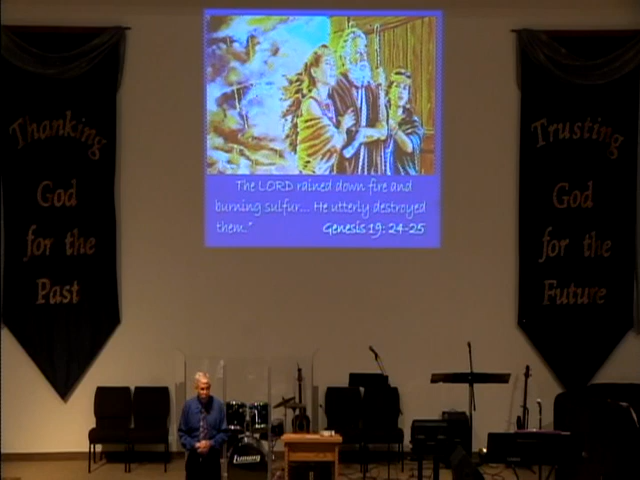 Thanking
God
for the
Past
The LORD rained down fire and
burning sulfur... He utterly destroyed
them."
Genesis 19: 24-25
Trusting
God
for the
Future
Ludwig